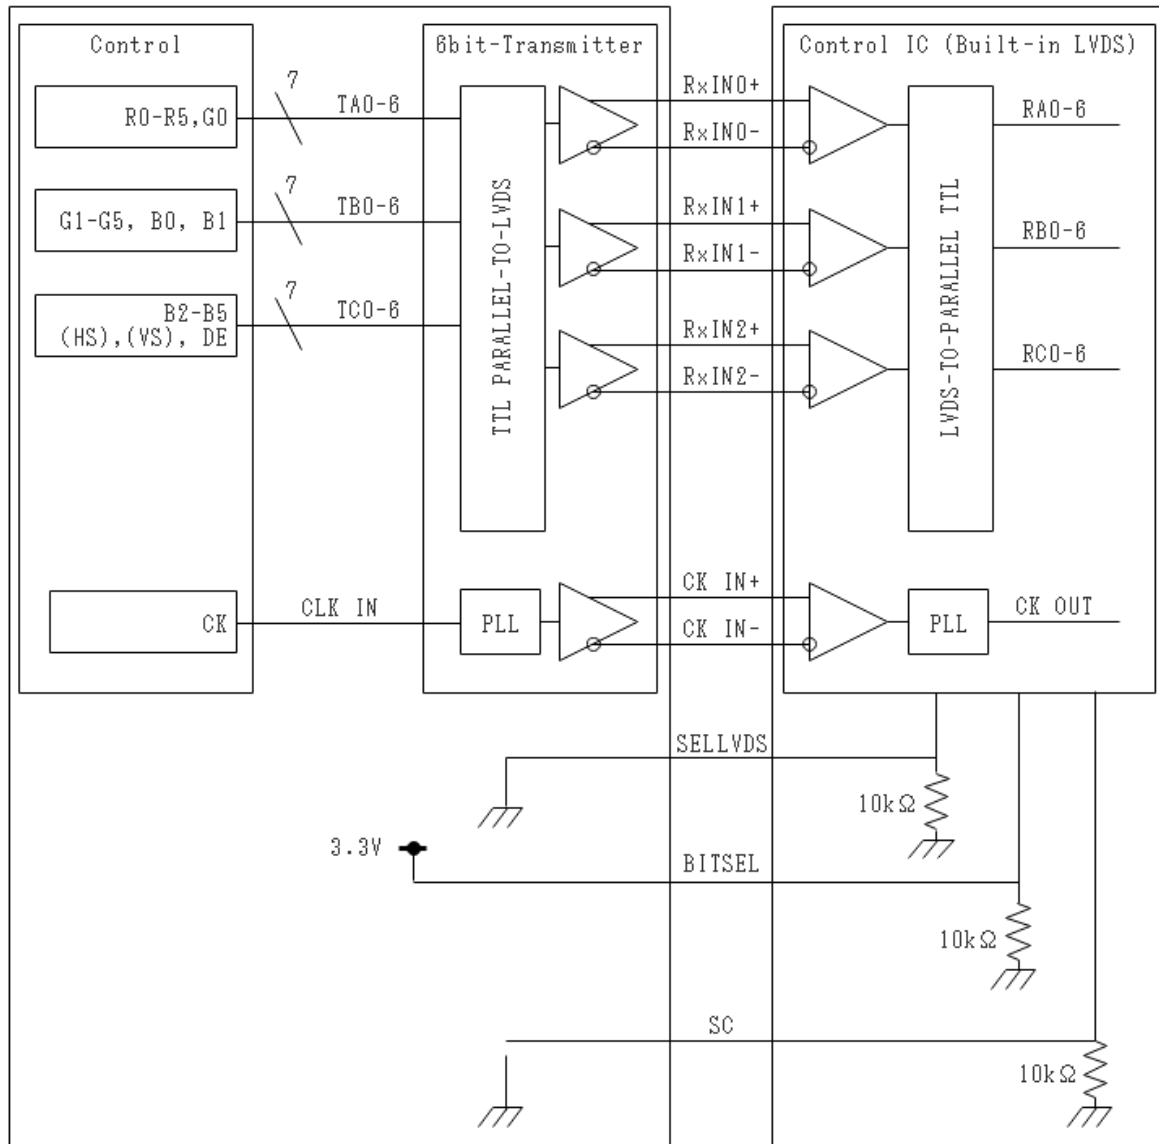 Control
6bit-Transmitter
Control IC (Built-in LVDS)
7
TA0-6
R0-R5,G0
RxIN0+
RxIN0-
RA0-6
7
TB0-6
G1-G5, B0, B1
RxIN1+
RxIN1-
RB0-6
7
TC0-6
B2-B5
(HS),(VS), DE
RxIN2+
RxIN2-
RC0-6
TTL PARALLEL-TO-LVDS
LVDS-TO-PARALLEL TTL
CK
CLK IN
PLL
CK IN+
CK IN-
PLL
CK OUT
SELLVDS
10kΩ
3.3V
BITSEL
10kΩ
SC
10kΩ